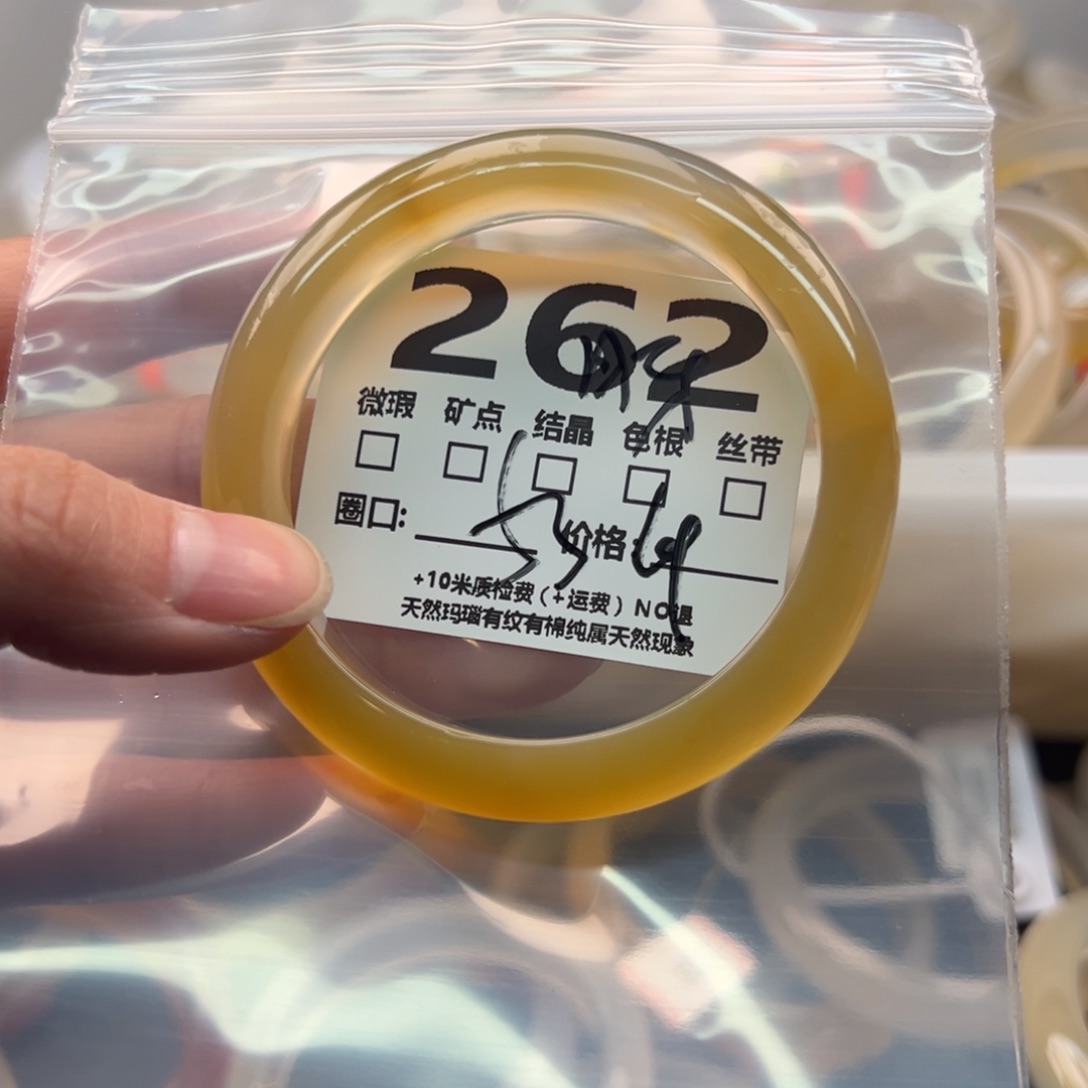 262
微瑕 矿点 结晶 色根 丝带
圈口: 价格:
+10米质检费(+运费) NO退
天然玛瑙有纹有棉纯属天然现象